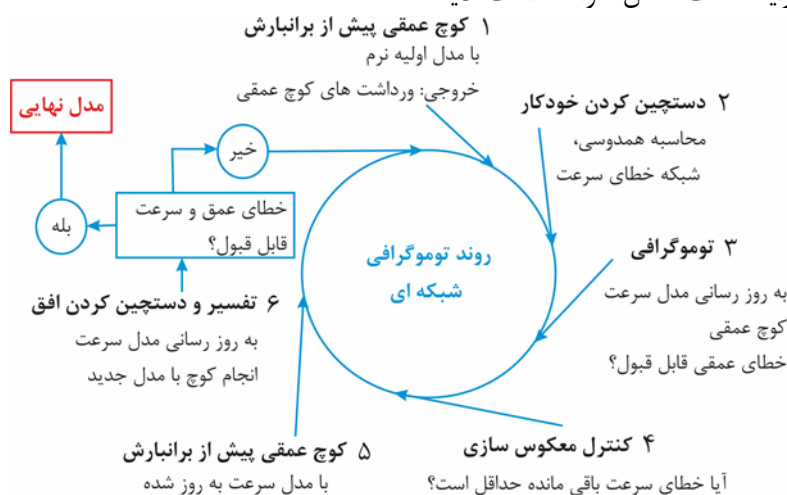 ۱ کوچ عمقی پیش از برانبارش
با مدل اولیه نرم
خروجی: ورداشت های کوچ عمقی
۲ دستچین کردن خودکار
محاسبه همدوسی،
شبکه خطای سرعت
۳ توموگرافی
به روز رسانی مدل سرعت
کوچ عمقی
خطای عمقی قابل قبول؟
۴ کنترل معکوس سازی
آیا خطای سرعت باقی مانده حداقل است؟
۵ کوچ عمقی پیش از برانبارش
با مدل سرعت به روز شده
۶ تفسیر و دستچین کردن افق
به روز رسانی مدل سرعت
انجام کوچ با مدل جدید
خطای عمق و سرعت
قابل قبول؟
خیر
بله
مدل نهایی
روند توموگرافی
شبکه ای